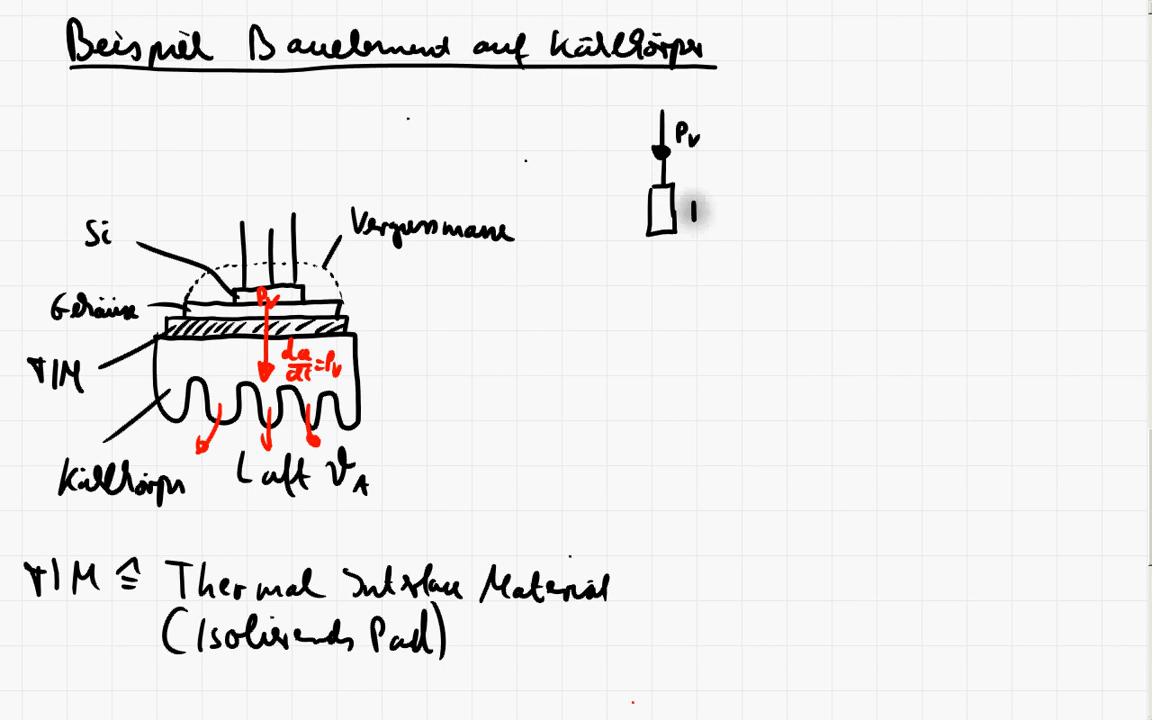 Beispiel Bauelement auf Kühlkörper
Pv
Si
Vergussmasse
Gehäuse
Pv
TIM
dQ/dt = Pv
Kühlkörper
Luft ϑA
TIM ≙ Thermal Interface Material
(Isolierendes Pad)